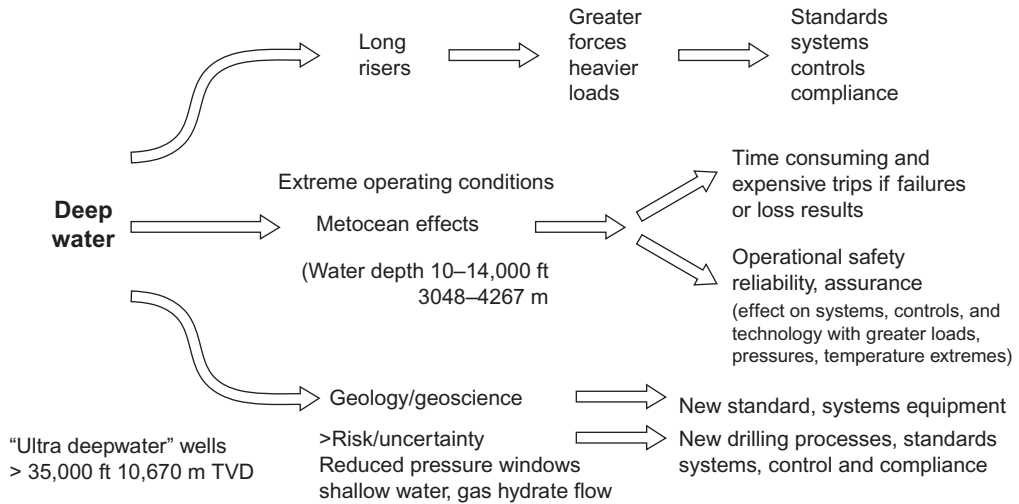 Long
risers
Greater
forces
heavier
loads
Standards
systems
controls
compliance
Deep
water
Extreme operating conditions
Metocean effects
(Water depth 10–14,000 ft
3048–4267 m
Time consuming and
expensive trips if failures
or loss results
Operational safety
reliability, assurance
(effect on systems, controls, and
technology with greater loads,
pressures, temperature extremes)
Geology/geoscience
>Risk/uncertainty
Reduced pressure windows
shallow water, gas hydrate flow
New standard, systems equipment
New drilling processes, standards
systems, control and compliance
“Ultra deepwater” wells
> 35,000 ft 10,670 m TVD